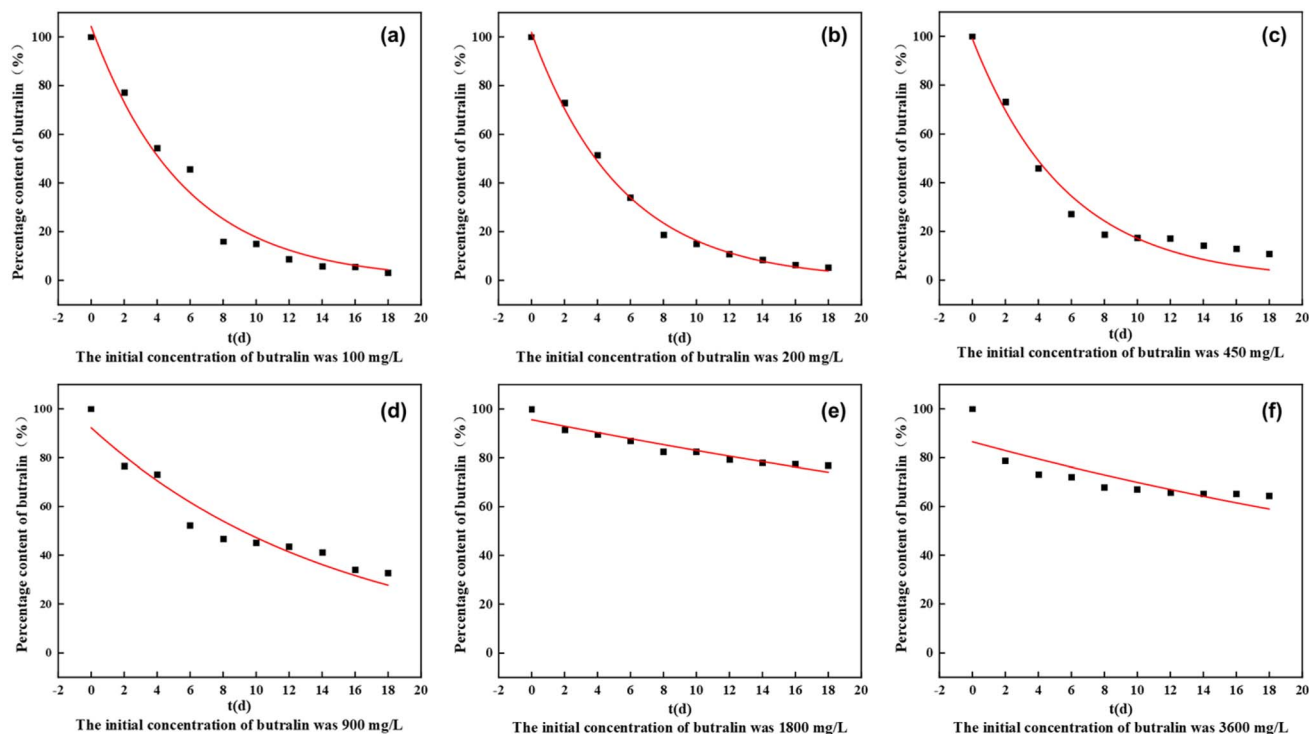 (a)
Percentage content of butralin（%）
100
80
60
40
20
0
-2 0 2 4 6 8 10 12 14 16 18 20
t(d)
The initial concentration of butralin was 100 mg/L
(b)
Percentage content of butralin（%）
100
80
60
40
20
0
-2 0 2 4 6 8 10 12 14 16 18 20
t(d)
The initial concentration of butralin was 200 mg/L
(c)
Percentage content of butralin（%）
100
80
60
40
20
0
-2 0 2 4 6 8 10 12 14 16 18 20
t(d)
The initial concentration of butralin was 450 mg/L
(d)
Percentage content of butralin（%）
100
80
60
40
20
0
-2 0 2 4 6 8 10 12 14 16 18 20
t(d)
The initial concentration of butralin was 900 mg/L
(e)
Percentage content of butralin（%）
100
80
60
40
20
0
-2 0 2 4 6 8 10 12 14 16 18 20
t(d)
The initial concentration of butralin was 1800 mg/L
(f)
Percentage content of butralin（%）
100
80
60
40
20
0
-2 0 2 4 6 8 10 12 14 16 18 20
t(d)
The initial concentration of butralin was 3600 mg/L